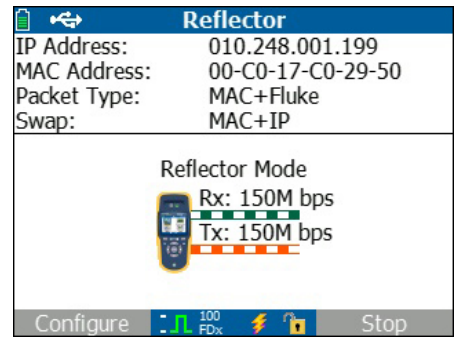 Reflector
IP Address: 010.248.001.199
MAC Address: 00-C0-17-C0-29-50
Packet Type: MAC+Fluke
Swap: MAC+IP
Reflector Mode
Rx: 150M bps
Tx: 150M bps
Configure 100 FDx Stop